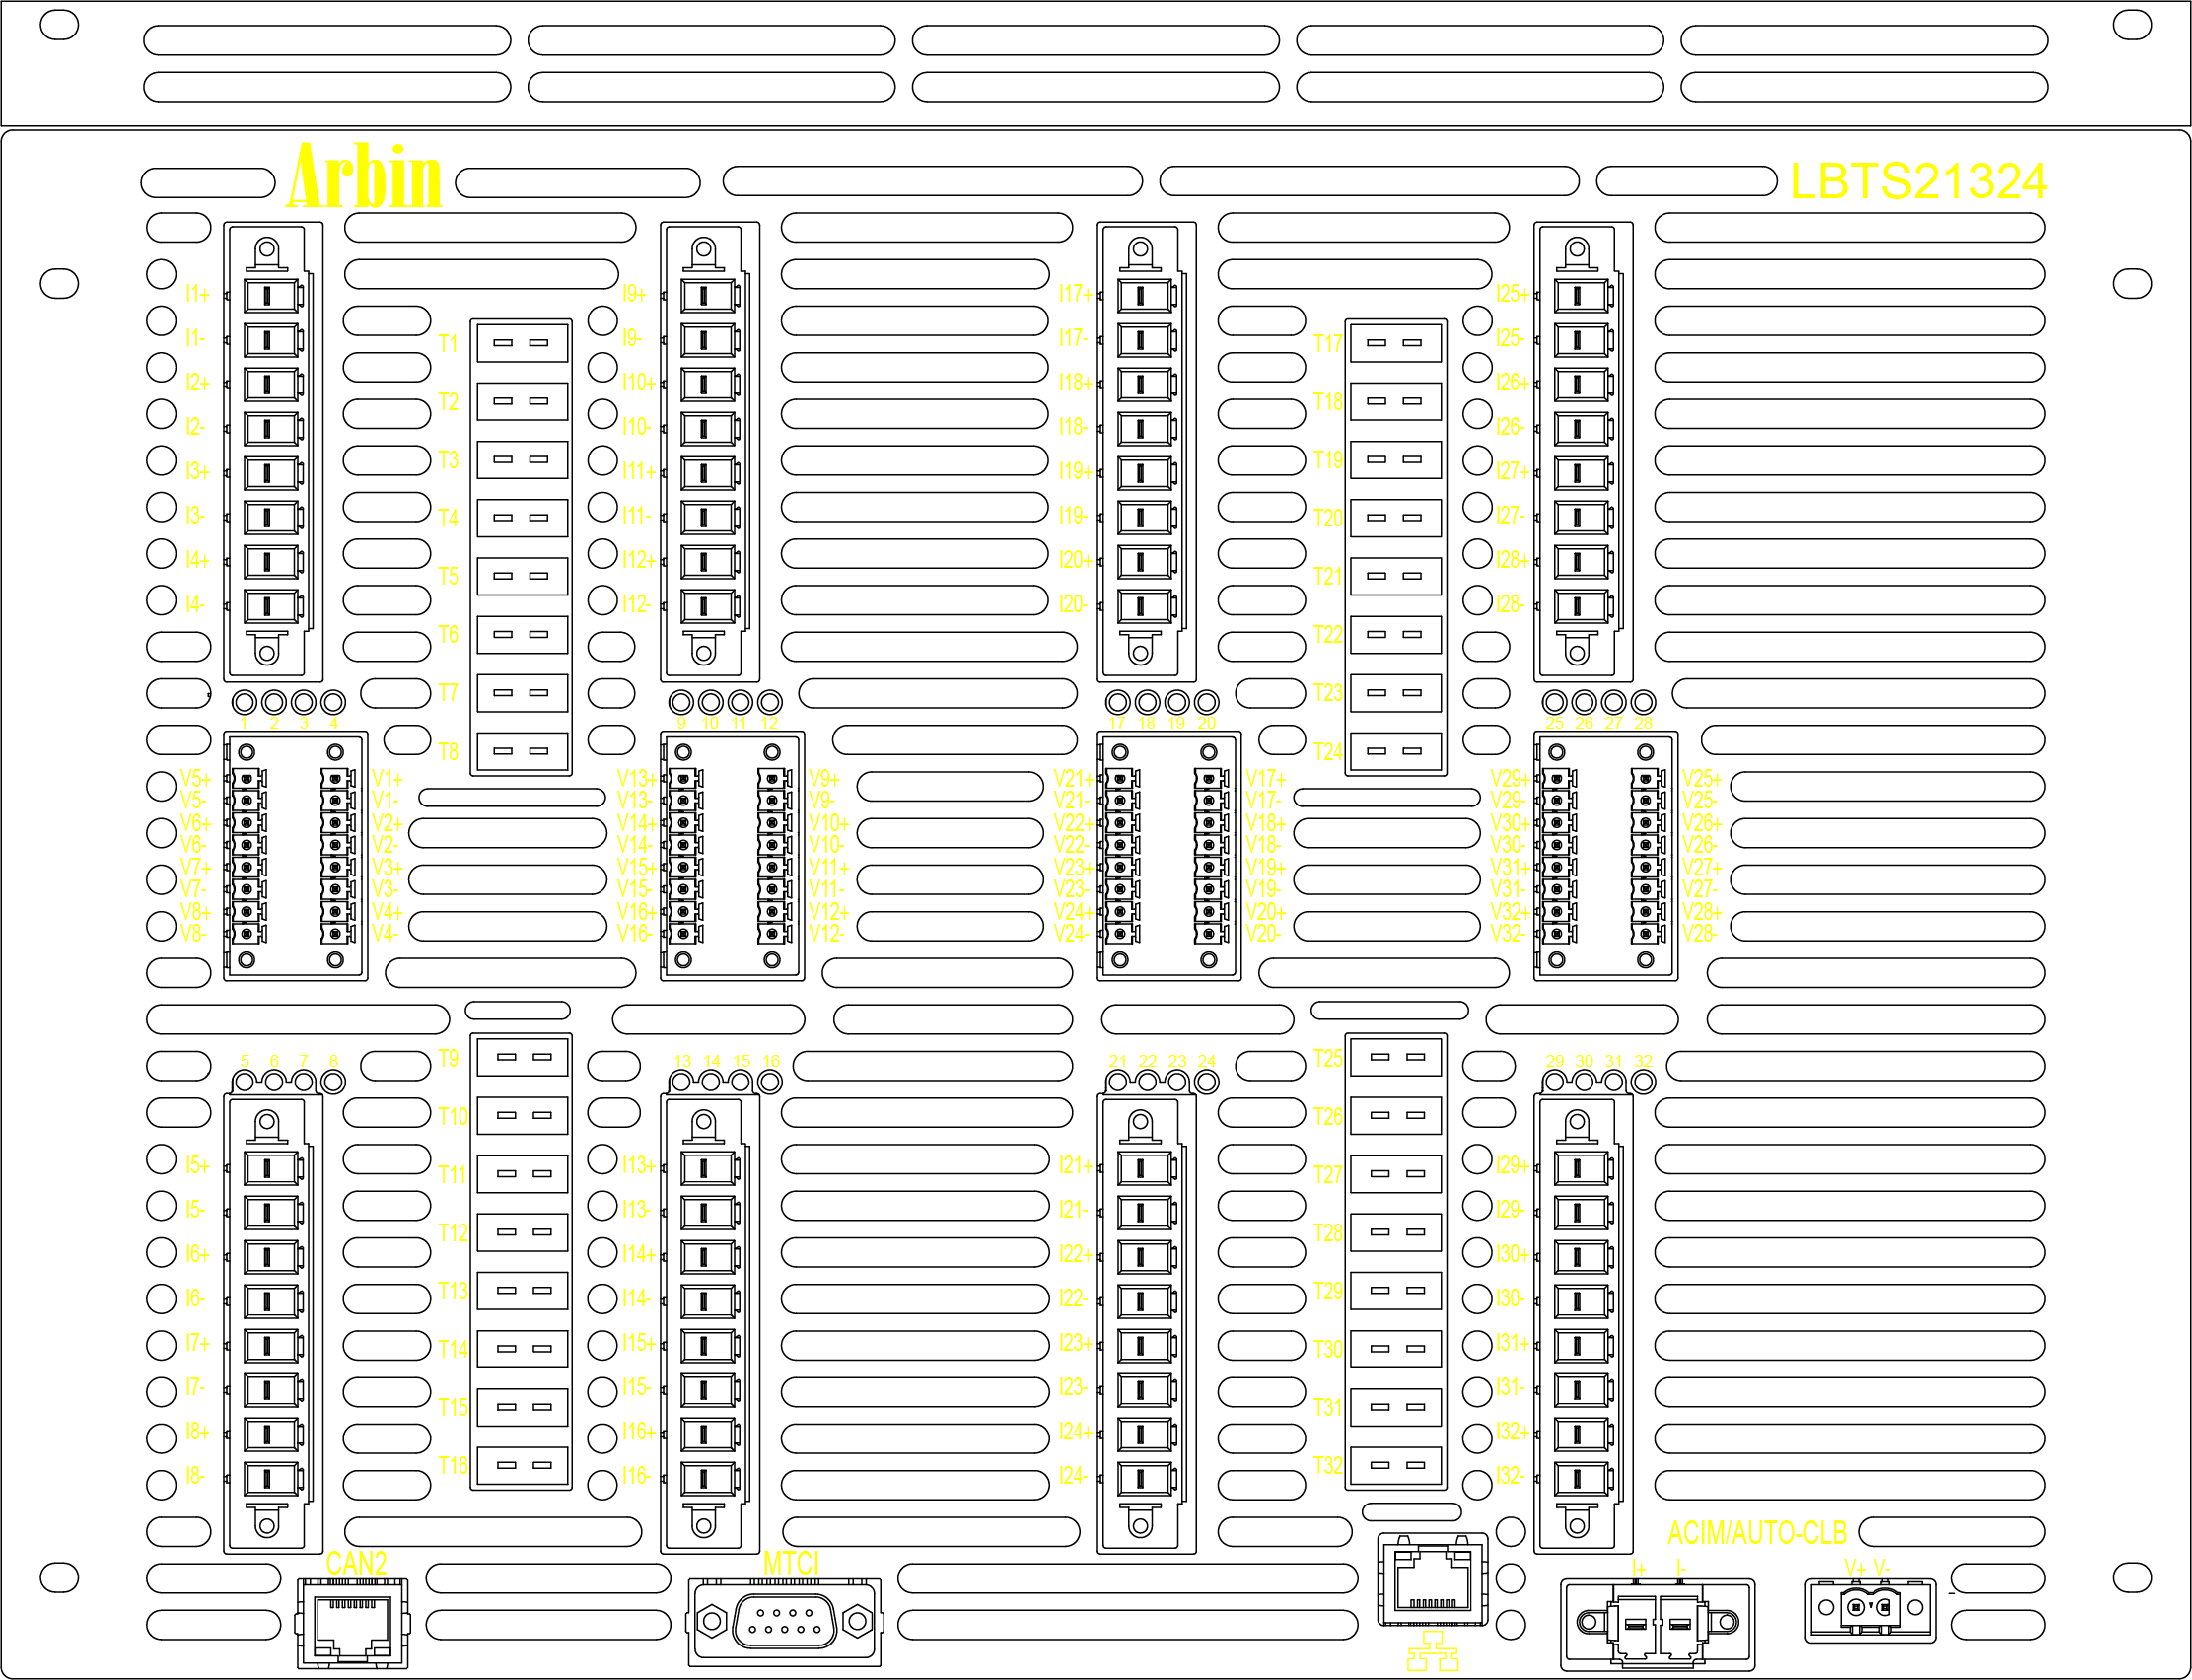 Arbin
LBTS21324
I1+ I9+ I17+ I25+
I1- T1 I9- I17- T17 I25-
I2+ T2 I10+ I18+ T18 I26+
I2- I10- I18- I26-
I3+ T3 I11+ I19+ T19 I27+
I3- T4 I11- I19- T20 I27-
I4+ T5 I12+ I20+ T21 I28+
I4- T6 I12- I20- T22 I28-
T7 T23
1 2 3 4 9 10 11 12 17 18 19 20 25 26 27 28
T8 T24
V5+ V1+ V13+ V9+ V21+ V17+ V29+ V25+
V5- V1- V13- V9- V21- V17- V29- V25-
V6+ V2+ V14+ V10+ V22+ V18+ V30+ V26+
V6- V2- V14- V10- V22- V18- V30- V26-
V7+ V3+ V15+ V11+ V23+ V19+ V31+ V27+
V7- V3- V15- V11- V23- V19- V31- V27-
V8+ V4+ V16+ V12+ V24+ V20+ V32+ V28+
V8- V4- V16- V12- V24- V20- V32- V28-
5 6 7 8 T9 13 14 15 16 21 22 23 24 T25 29 30 31 32
T10 T26
I5+ T11 I13+ I21+ T27 I29+
I5- T12 I13- I21- T28 I29-
I6+ I14+ I22+ I30+
I6- T13 I14- I22- T29 I30-
I7+ T14 I15+ I23+ T30 I31+
I7- T15 I15- I23- T31 I31-
I8+ I16+ I24+ I32+
I8- T16 I16- I24- T32 I32-
ACIM/AUTO-CLB
CAN2 MTCI I+ I- V+ V-